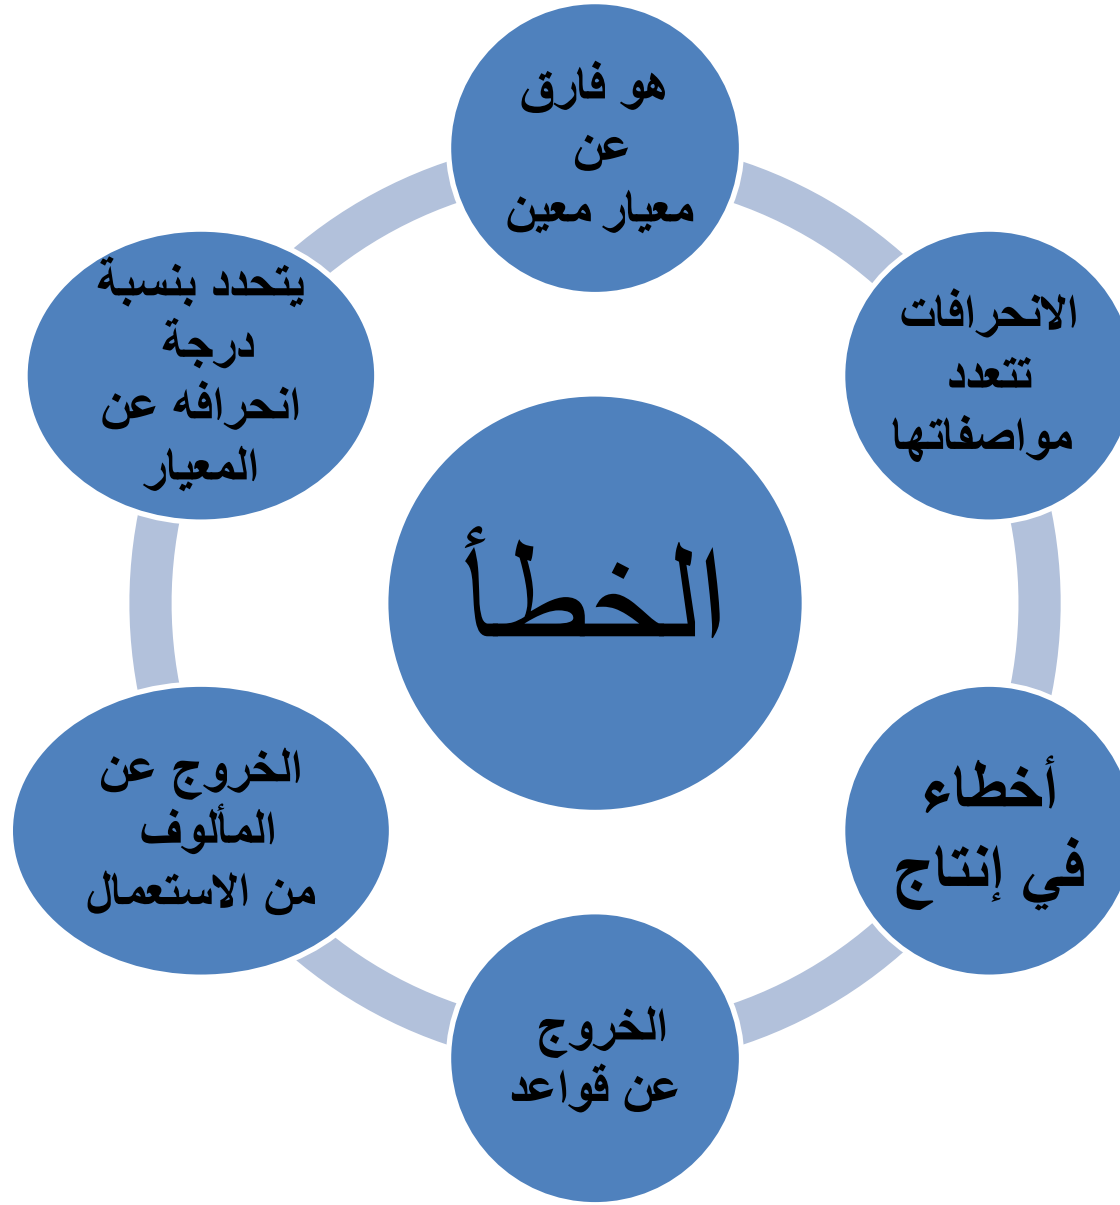 هو فارق
عن
معيار معين
الانحرافات
تتعدد
مواصفاتها
أخطاء
في إنتاج
الخروج
عن قواعد
الخروج عن
المألوف
من الاستعمال
يتحدد بنسبة
درجة
انحرافه عن
المعيار
الخطأ